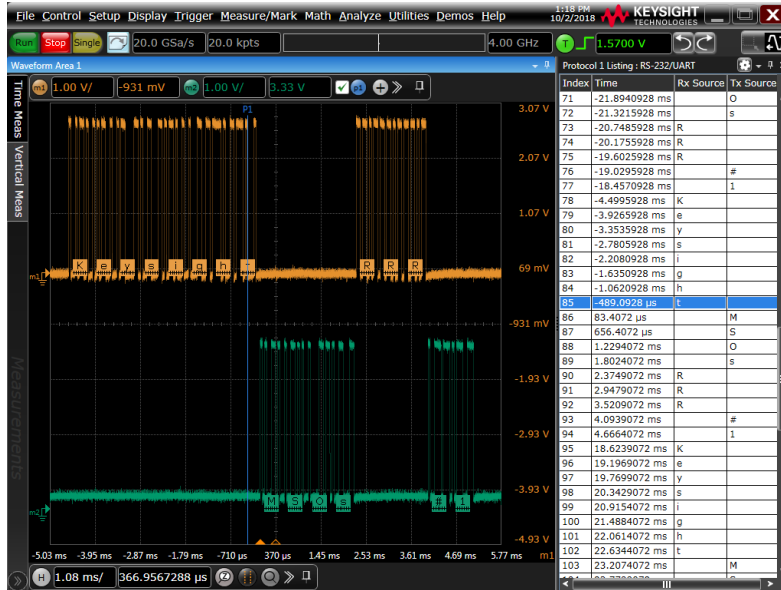 File Control Setup Display Trigger Measure/Mark Math Analyze Utilities Demos Help
1:18 PM
10/2/2018
KEYSIGHT
TECHNOLOGIES
Run Stop Single 20.0 GSa/s 20.0 kpts 4.00 GHz T 1.5700 V
Waveform Area 1
Protocol 1 Listing : RS-232/UART
Time Meas
Vertical Meas
Measurements
m1 1.00 V/ -931 mV m2 1.00 V/ 3.33 V p1
P1
3.07 V
2.07 V
1.07 V
K e y s i g h t R R R
m1
69 mV
-931 mV
-1.93 V
-2.93 V
-3.93 V
M S O s # 1
m2
-4.93 V
-5.03 ms -3.95 ms -2.87 ms -1.79 ms -710 µs 370 µs 1.45 ms 2.53 ms 3.61 ms 4.69 ms 5.77 ms m1
H 1.08 ms/ 366.9567288 µs
Index Time Rx Source Tx Source
71 -21.8940928 ms O
72 -21.3215928 ms s
73 -20.7485928 ms R
74 -20.1755928 ms R
75 -19.6025928 ms R
76 -19.0295928 ms #
77 -18.4570928 ms 1
78 -4.4995928 ms K
79 -3.9265928 ms e
80 -3.3535928 ms y
81 -2.7805928 ms s
82 -2.2080928 ms i
83 -1.6350928 ms g
84 -1.0620928 ms h
85 -489.0928 µs t
86 83.4072 µs M
87 656.4072 µs S
88 1.2294072 ms O
89 1.8024072 ms s
90 2.3749072 ms R
91 2.9479072 ms R
92 3.5209072 ms R
93 4.0939072 ms #
94 4.6664072 ms 1
95 18.6239072 ms K
96 19.1969072 ms e
97 19.7699072 ms y
98 20.3429072 ms s
99 20.9154072 ms i
100 21.4884072 ms g
101 22.0614072 ms h
102 22.6344072 ms t
103 23.2074072 ms M